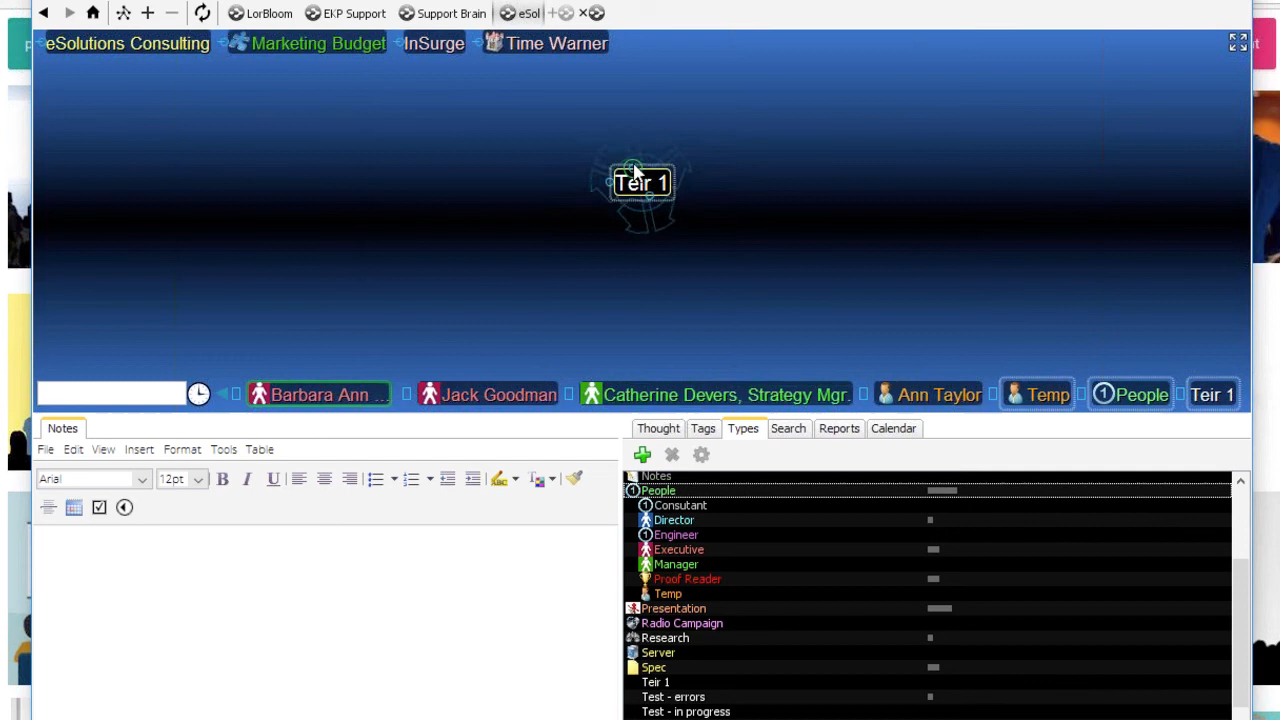 LorBloom EKP Support Support Brain eSol
eSolutions Consulting Marketing Budget InSurge Time Warner
Teir 1
Barbara Ann ... Jack Goodman Catherine Devers, Strategy Mgr. Ann Taylor Temp People Teir 1
Notes
File Edit View Insert Format Tools Table
Arial 12pt B I U
Thought Tags Types Search Reports Calendar
Notes
People
Consutant
Director
Engineer
Executive
Manager
Proof Reader
Temp
Presentation
Radio Campaign
Research
Server
Spec
Teir 1
Test - errors
Test - in progress